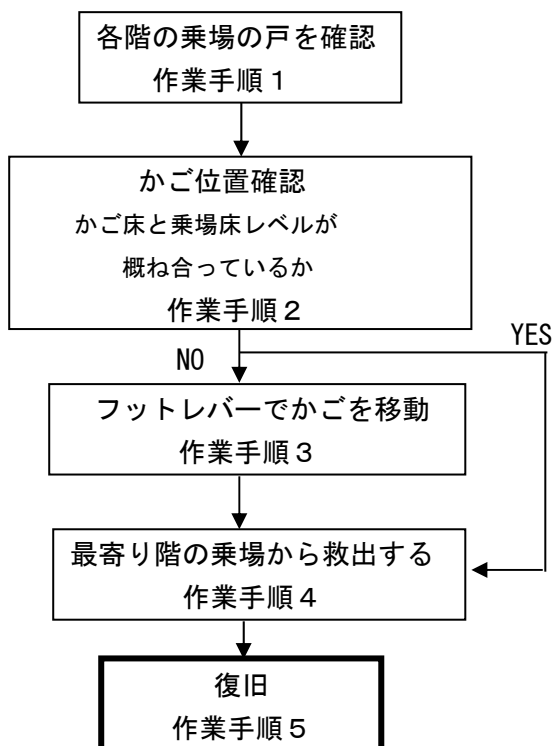 各階の乗場の戸を確認
作業手順１
かご位置確認
かご床と乗場床レベルが
概ね合っているか
作業手順２
YES
NO
フットレバーでかごを移動
作業手順３
最寄り階の乗場から救出する
作業手順４
復旧
作業手順５